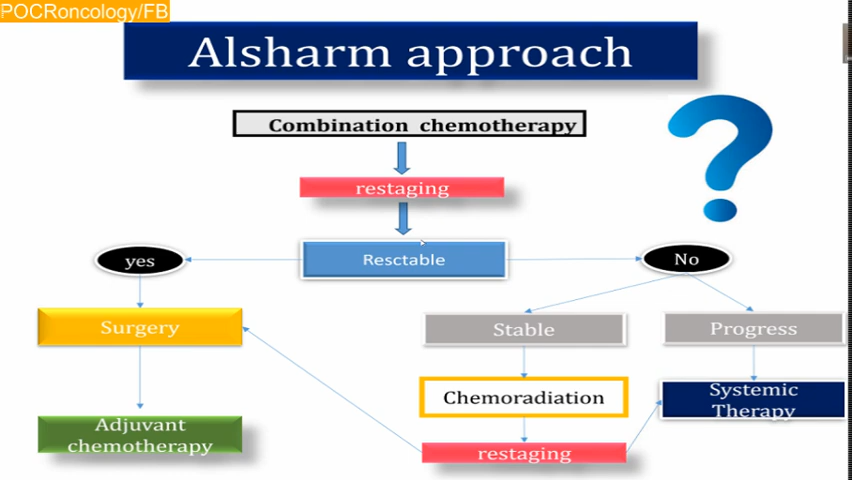 POCRoncology/FB
Alsharm approach
Combination chemotherapy
restaging
Resctable
yes
No
Surgery
Stable
Progress
Chemoradiation
Systemic
Therapy
Adjuvant
chemotherapy
restaging
?